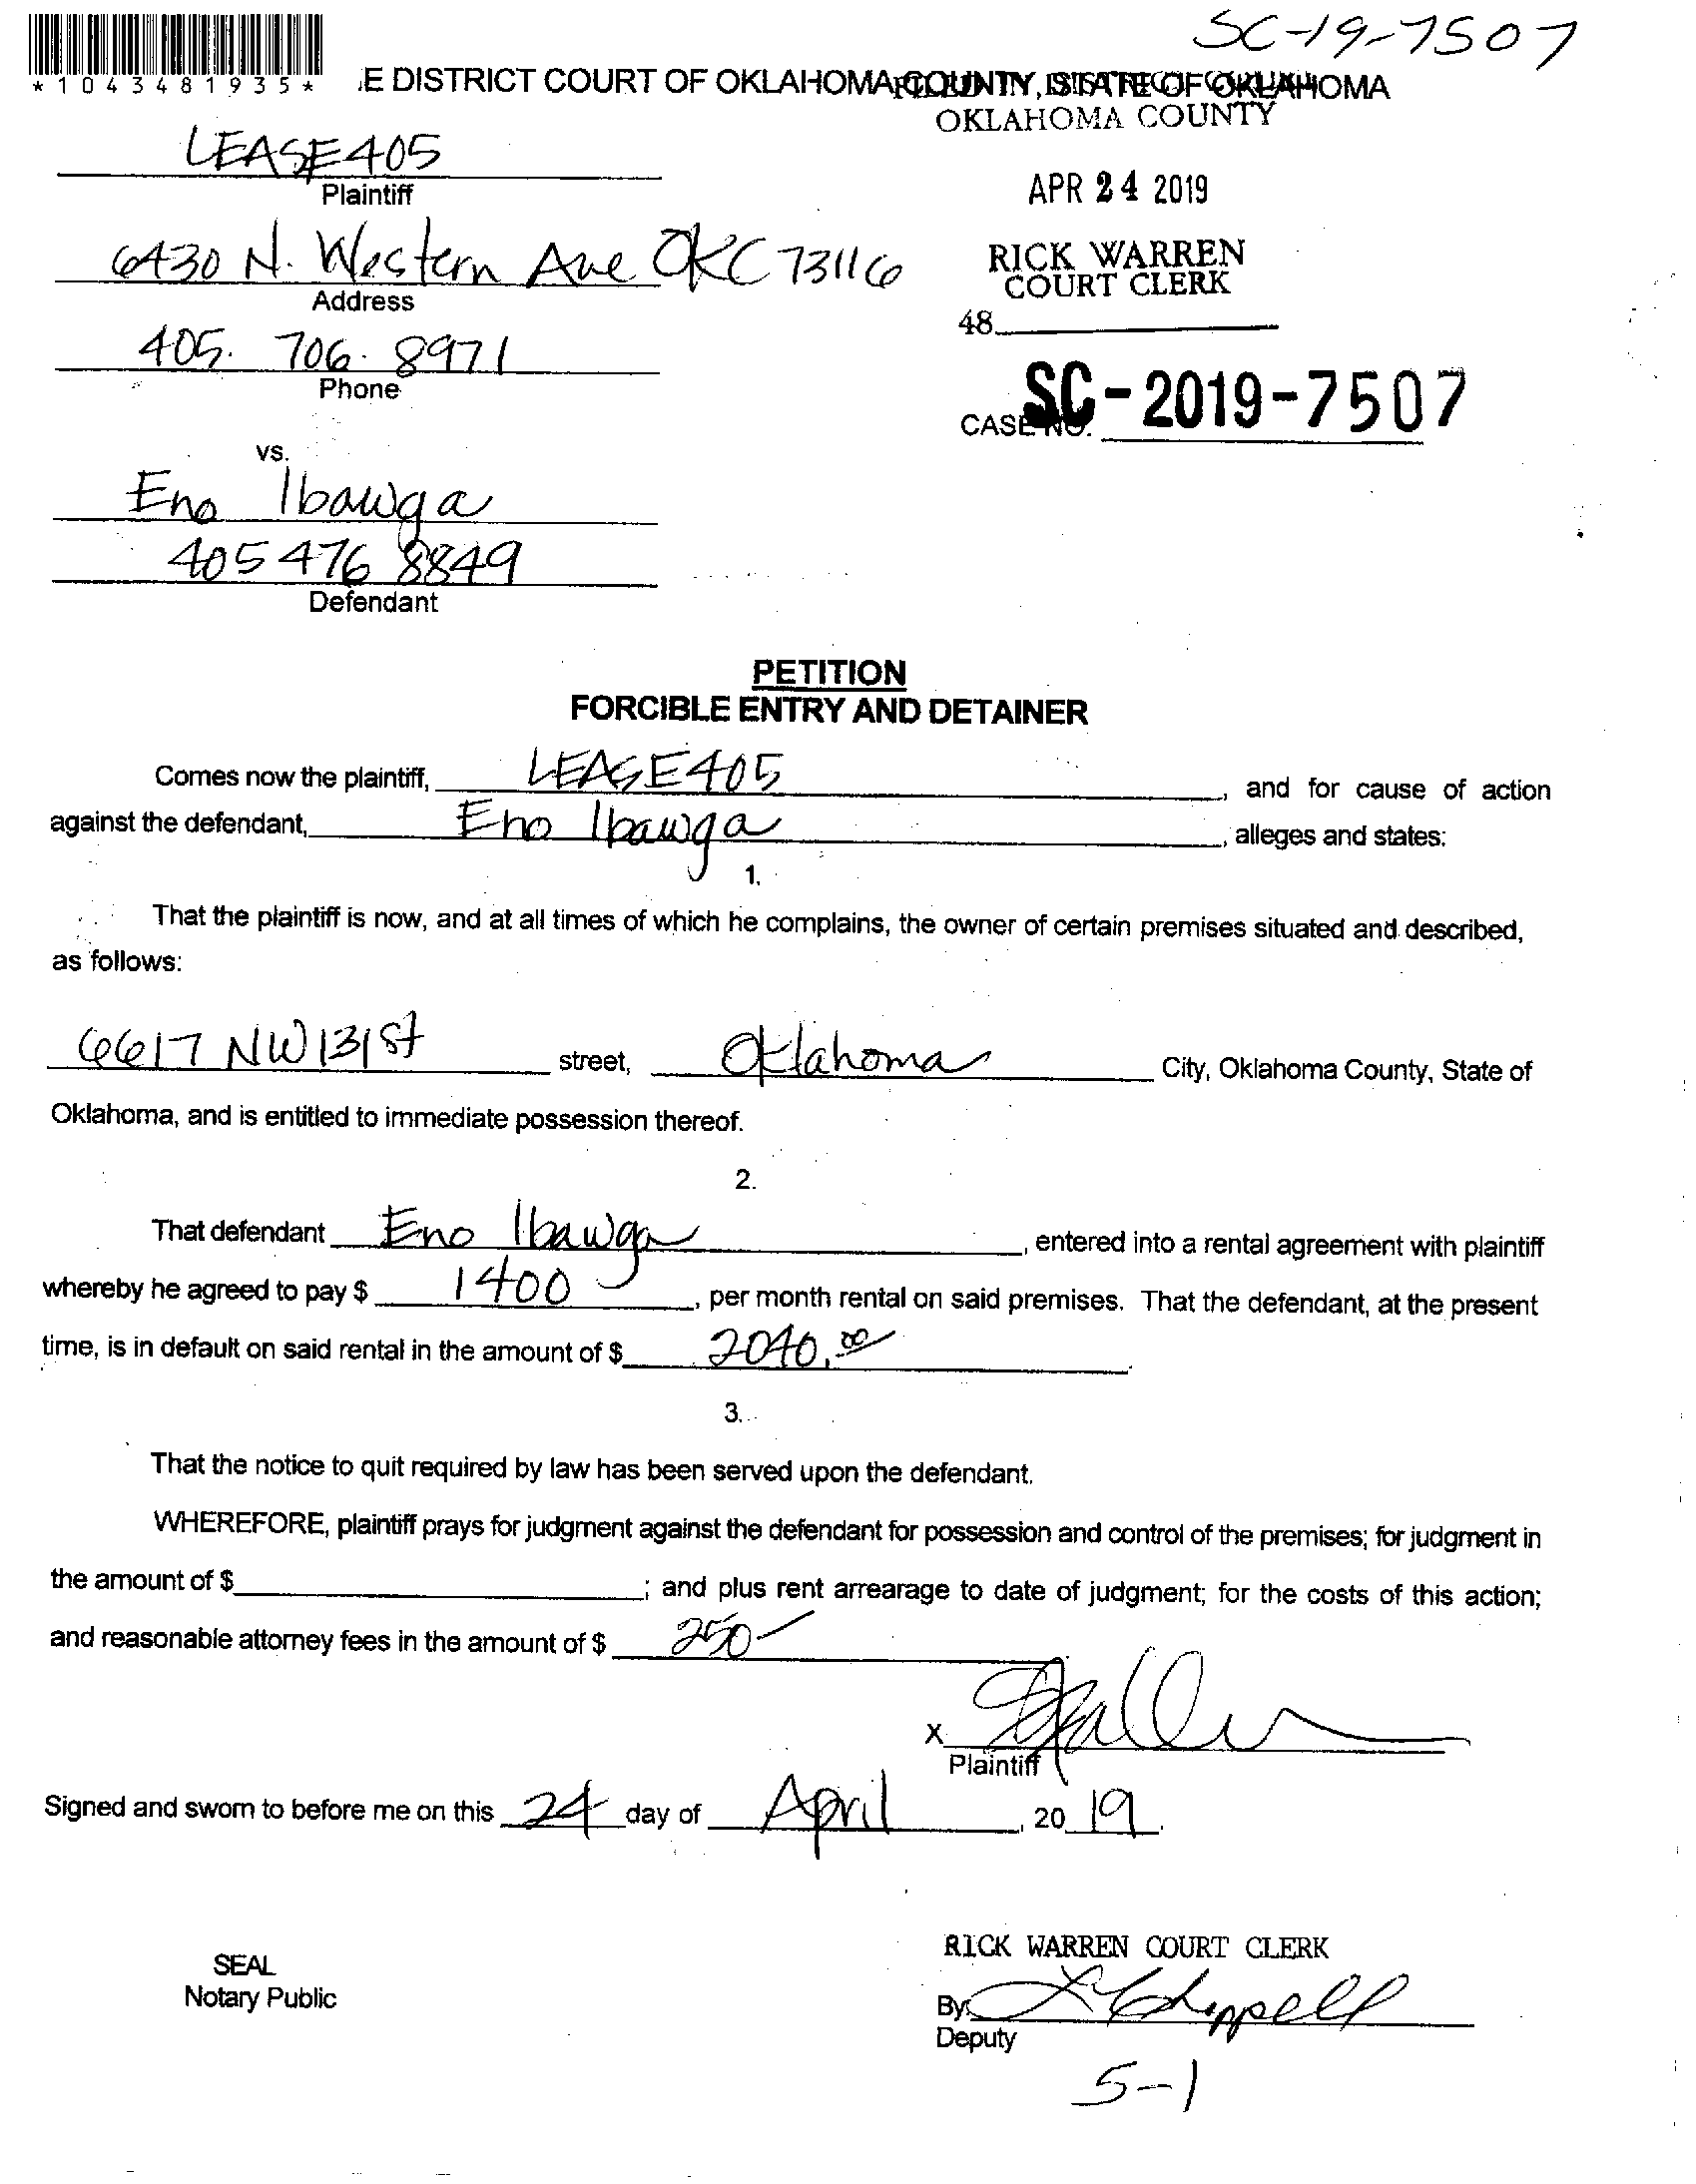 SC-19-7507
*1043481935*
E DISTRICT COURT OF OKLAHOMA COUNTY, STATE OF OKLAHOMA
OKLAHOMA COUNTY
LEASE405
Plaintiff
APR 24 2019
6430 N. Western Ave OKC 73116
Address
RICK WARREN
COURT CLERK
48
405. 706. 8971
Phone
CASE NO. SC-2019-7507
vs.
Eno Ibawga
405 476 8849
Defendant
PETITION
FORCIBLE ENTRY AND DETAINER
Comes now the plaintiff, LEASE405, and for cause of action
against the defendant, Eno Ibawga, alleges and states:
1.
That the plaintiff is now, and at all times of which he complains, the owner of certain premises situated and described,
as follows:
6617 NW 131st street, Oklahoma City, Oklahoma County, State of
Oklahoma, and is entitled to immediate possession thereof.
2.
That defendant Eno Ibawga, entered into a rental agreement with plaintiff
whereby he agreed to pay $ 1400, per month rental on said premises. That the defendant, at the present
time, is in default on said rental in the amount of $ 2040.00.
3.
That the notice to quit required by law has been served upon the defendant.
WHEREFORE, plaintiff prays for judgment against the defendant for possession and control of the premises; for judgment in
the amount of $ ; and plus rent arrearage to date of judgment; for the costs of this action;
and reasonable attorney fees in the amount of $ 250-
X
Plaintiff
Signed and sworn to before me on this 24 day of April, 20 19.
SEAL
Notary Public
RICK WARREN COURT CLERK
By:
Deputy
5-1